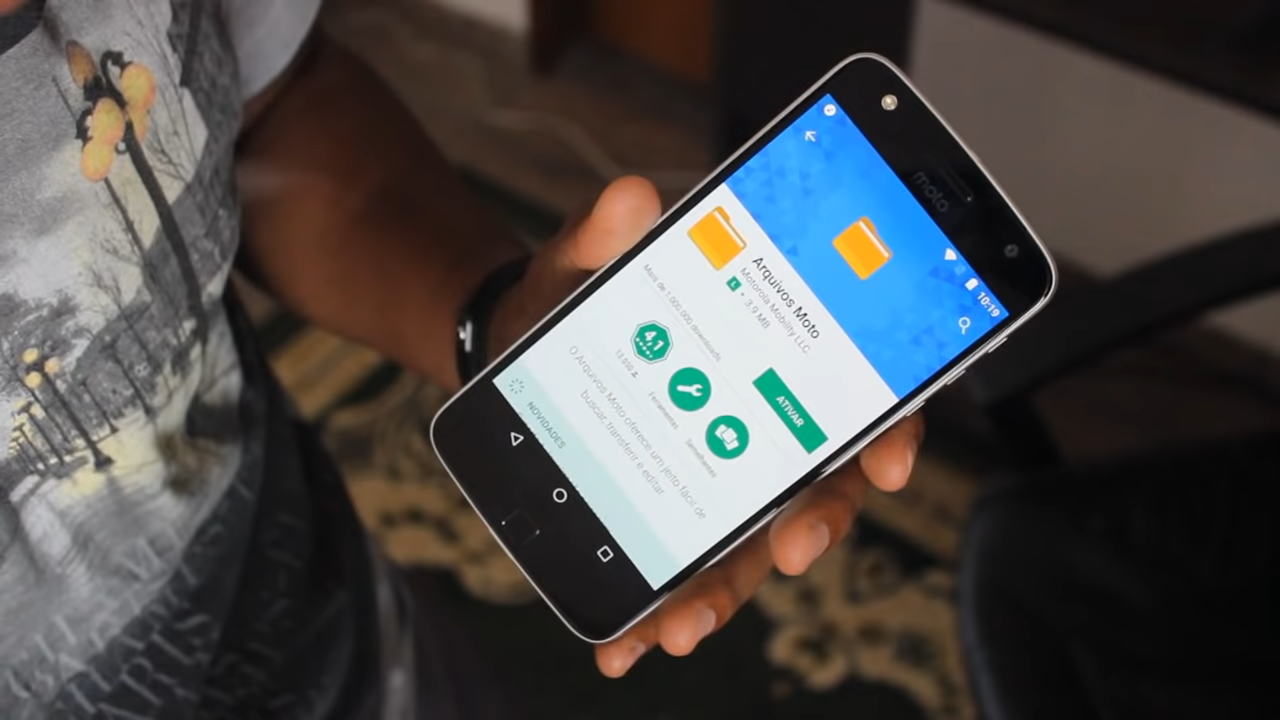 moto
10:19
Arquivos Moto
Motorola Mobility LLC
L • 3,9 MB
ATIVAR
Mais de 1.000.000 downloads
4,1
Ferramentas
Semelhantes
O Arquivos Moto oferece um jeito fácil de
buscar, transferir e editar
NOVIDADES